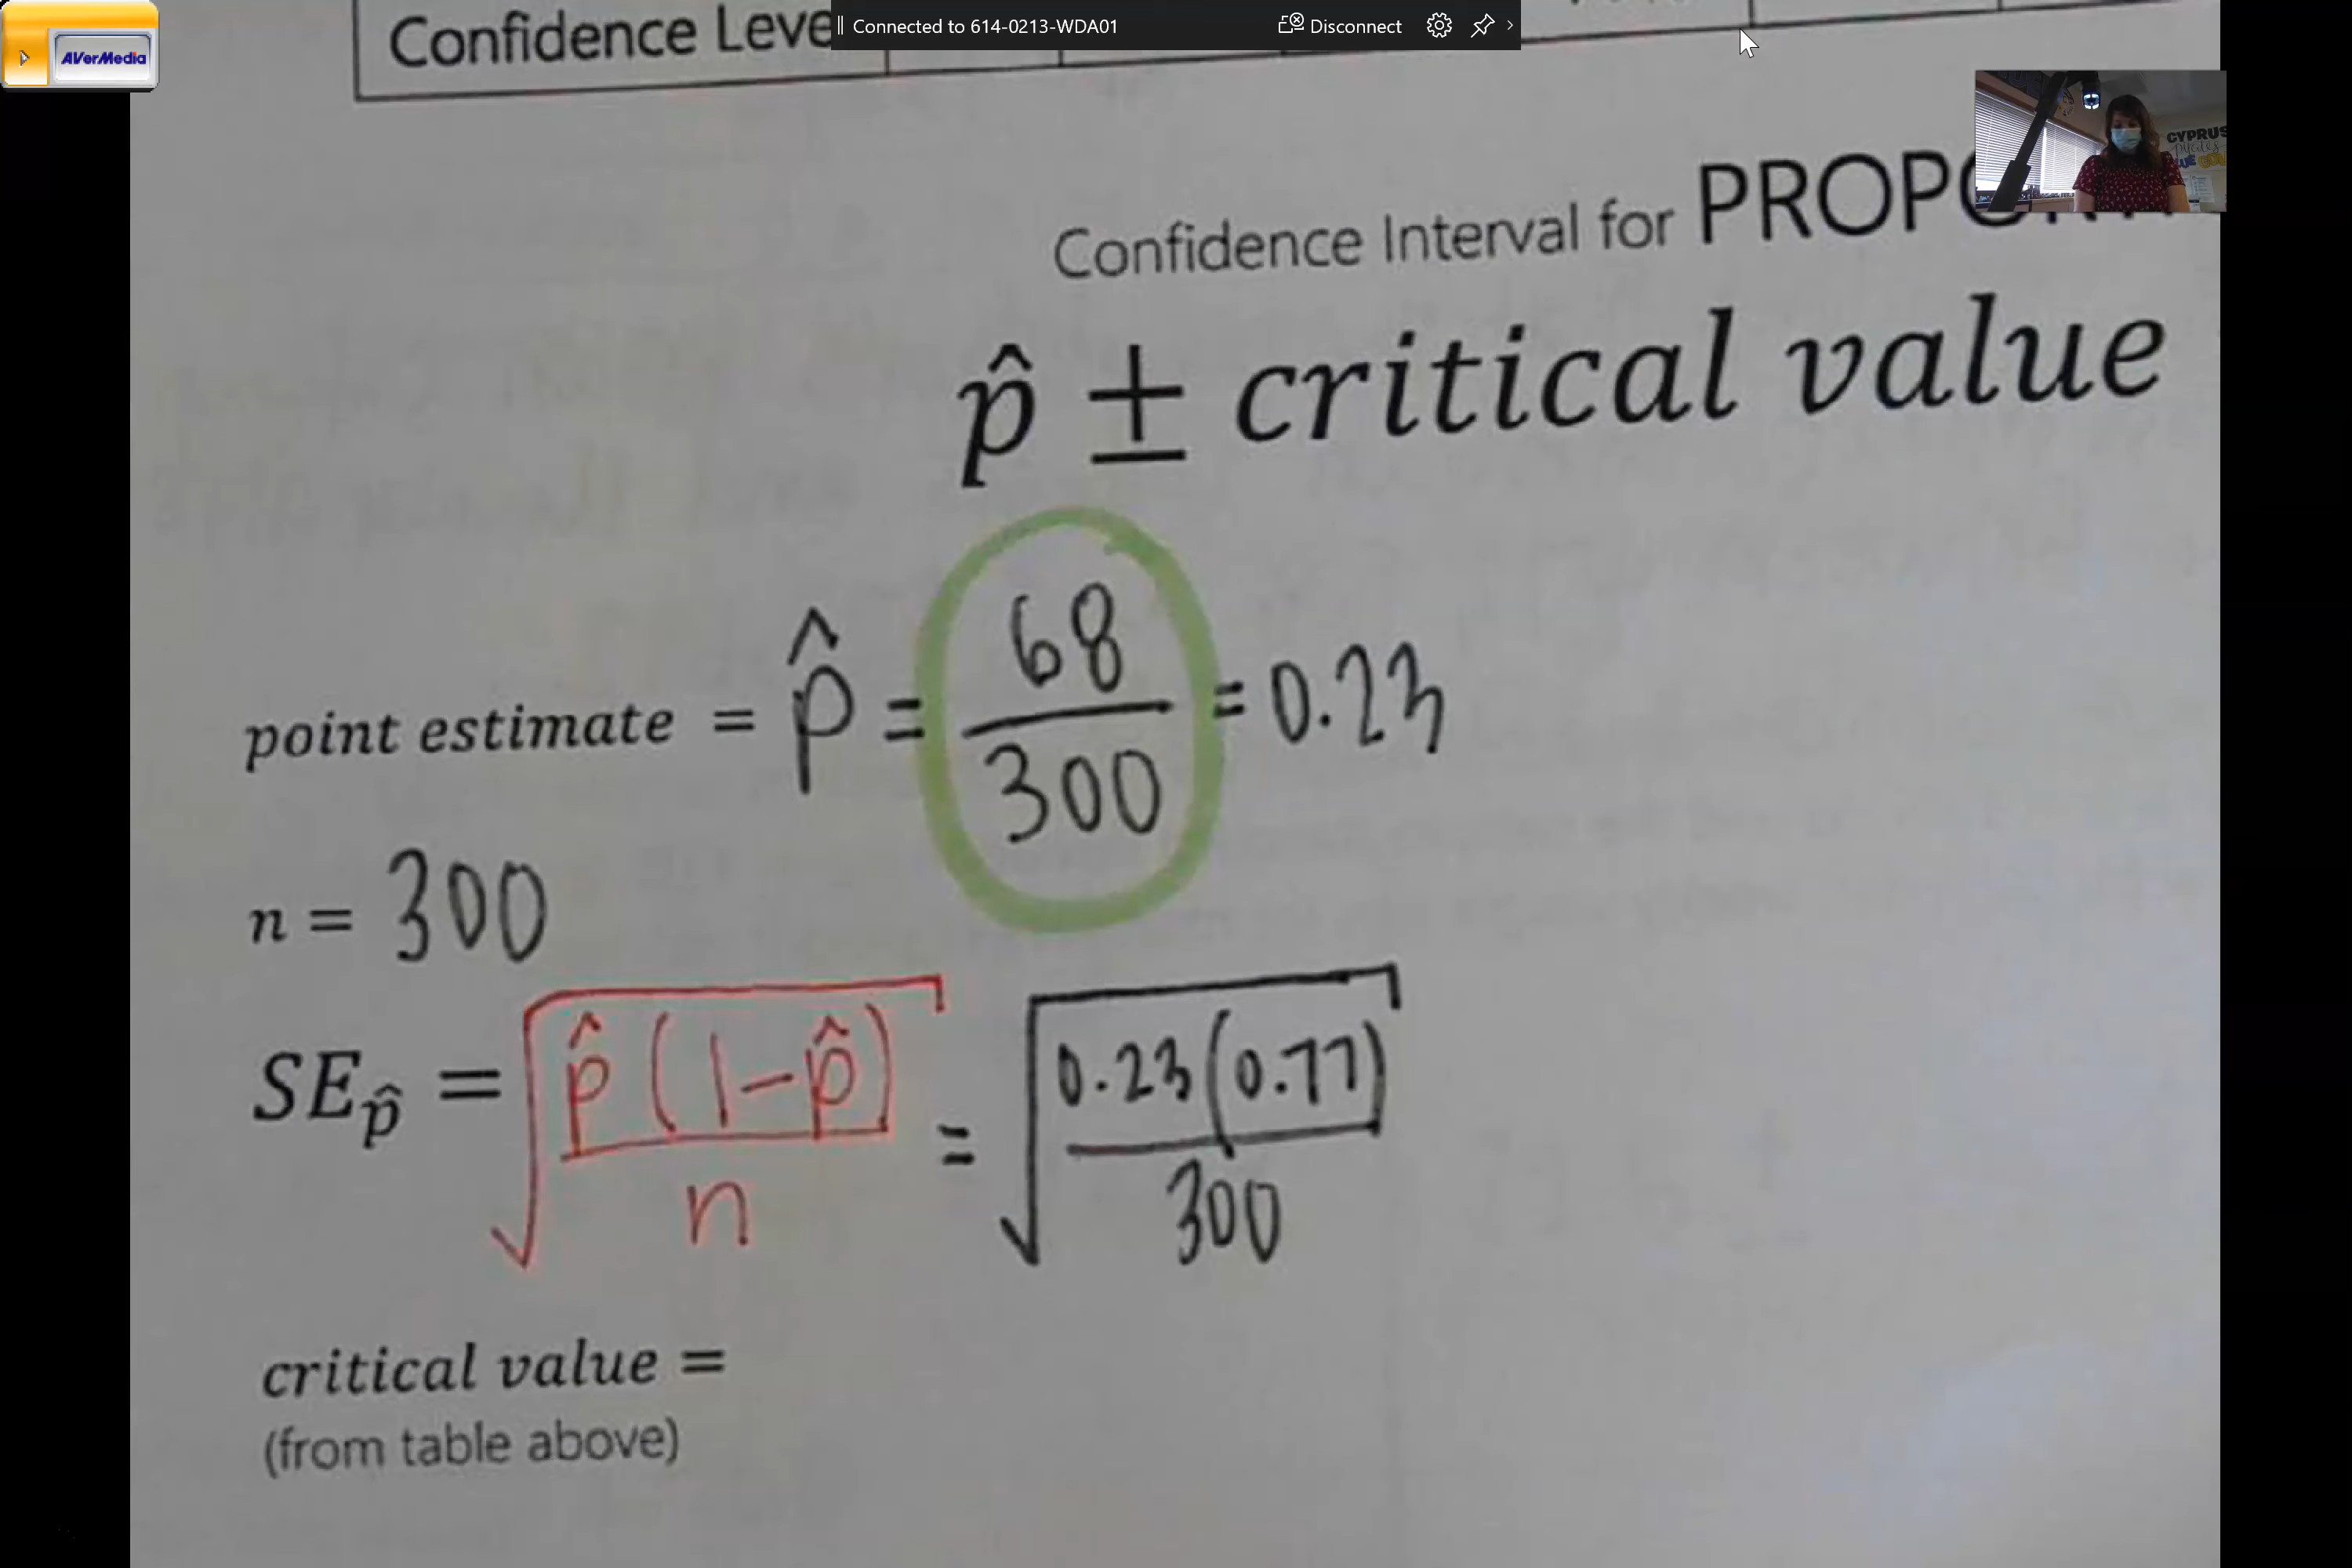 Confidence Leve
Connected to 614-0213-WDA01 Disconnect
AVerMedia
CYPRUS
Confidence Interval for PROPO
p̂ ± critical value
point estimate = p̂ = 68/300 = 0.23
n = 300
SE_p̂ = √(p̂(1-p̂)/n) = √(0.23(0.77)/300)
critical value =
(from table above)